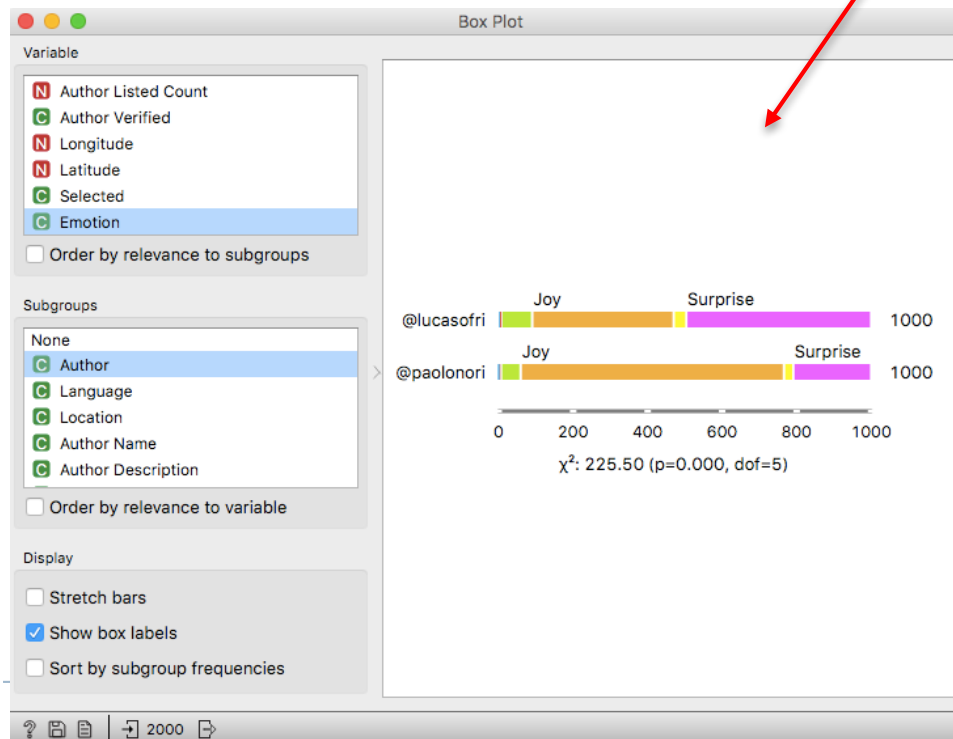 Box Plot
Variable
N Author Listed Count
C Author Verified
N Longitude
N Latitude
C Selected
C Emotion
Order by relevance to subgroups
Subgroups
None
C Author
C Language
C Location
C Author Name
C Author Description
Order by relevance to variable
Display
Stretch bars
Show box labels
Sort by subgroup frequencies
? 2000
Joy Surprise
@lucasofri 1000
Joy Surprise
@paolonori 1000
0 200 400 600 800 1000
χ²: 225.50 (p=0.000, dof=5)